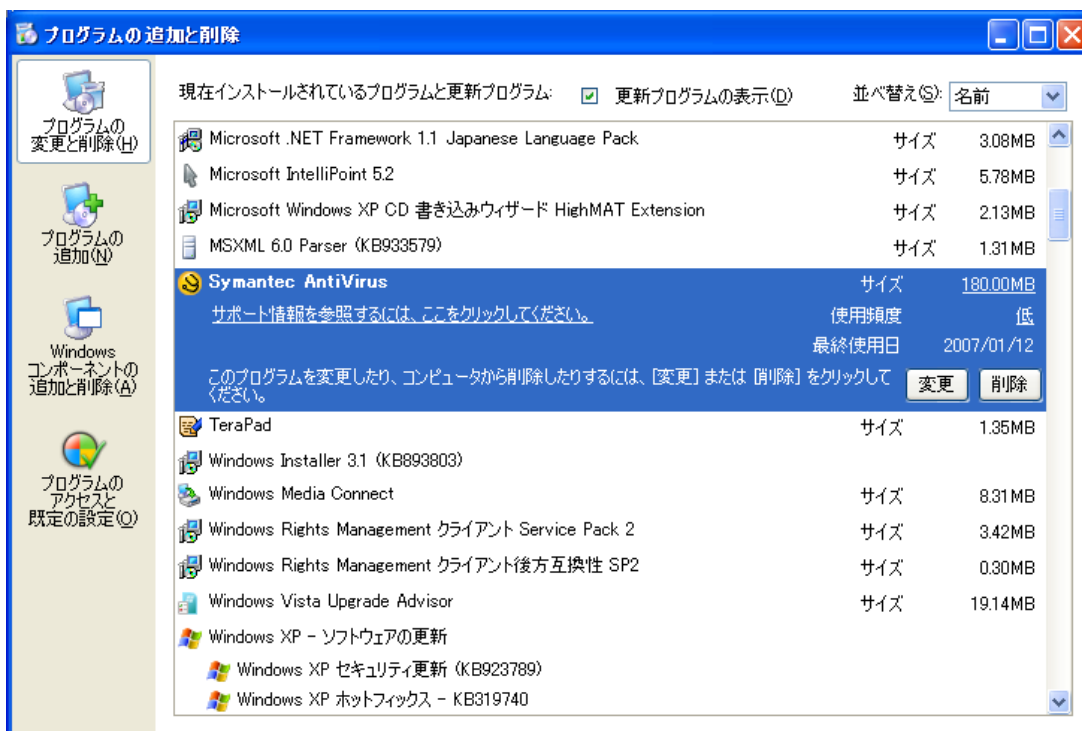 プログラムの追加と削除
プログラムの
変更と削除(H)
プログラムの
追加(N)
Windows
コンポーネントの
追加と削除(A)
プログラムの
アクセスと
既定の設定(O)
現在インストールされているプログラムと更新プログラム: 更新プログラムの表示(D) 並べ替え(S): 名前
Microsoft .NET Framework 1.1 Japanese Language Pack サイズ 3.08MB
Microsoft IntelliPoint 5.2 サイズ 5.78MB
Microsoft Windows XP CD 書き込みウィザード HighMAT Extension サイズ 2.13MB
MSXML 6.0 Parser (KB933579) サイズ 1.31MB
Symantec AntiVirus サイズ 180.00MB
サポート情報を参照するには、ここをクリックしてください。 使用頻度 低
最終使用日 2007/01/12
このプログラムを変更したり、コンピュータから削除したりするには、[変更] または [削除] をクリックして
ください。 変更 削除
TeraPad サイズ 1.35MB
Windows Installer 3.1 (KB893803)
Windows Media Connect サイズ 8.31MB
Windows Rights Management クライアント Service Pack 2 サイズ 3.42MB
Windows Rights Management クライアント後方互換性 SP2 サイズ 0.30MB
Windows Vista Upgrade Advisor サイズ 19.14MB
Windows XP - ソフトウェアの更新
Windows XP セキュリティ更新 (KB923789)
Windows XP ホットフィックス - KB319740